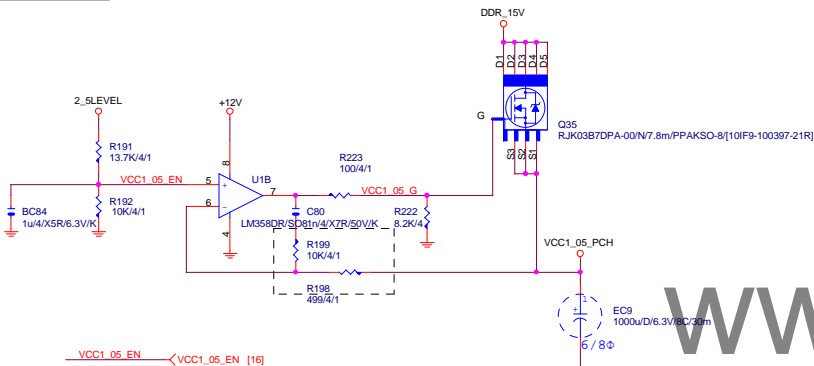 DDR_15V
D1
D2
D3
D4
D5
G
Q35
RJK03B7DPA-00/N/7.8m/PPAKSO-8/[10IF9-100397-21R]
S3
S2
S1
2_5LEVEL
+12V
R191
13.7K/4/1
VCC1_05_EN
5
+
8
U1B
7
6
-
4
R223
100/4/1
VCC1_05_G
BC84
1u/4/X5R/6.3V/K
R192
10K/4/1
C80
LM358DR/SO8
1n/4/X7R/50V/K
R222
8.2K/4
R199
10K/4/1
R198
499/4/1
VCC1_05_PCH
1
+
EC9
1000u/D/6.3V/8C/30m
6/8Φ
VCC1_05_EN
VCC1_05_EN [16]
WW